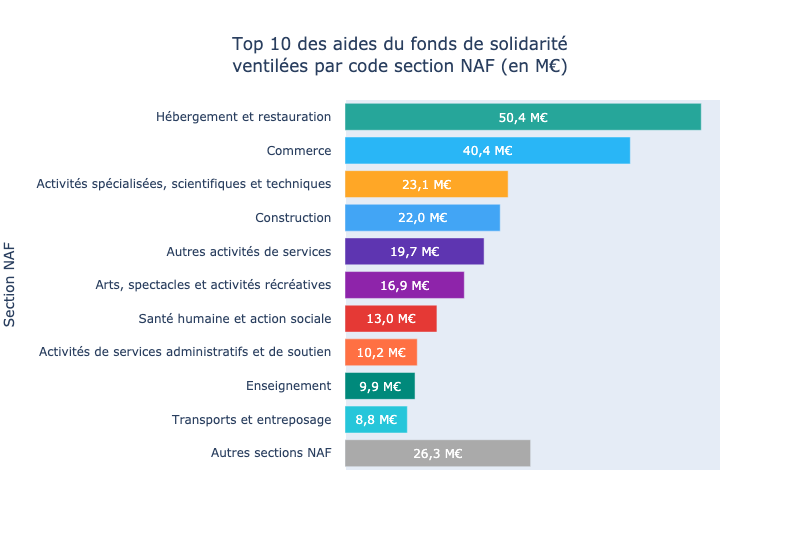 Top 10 des aides du fonds de solidarité
ventilées par code section NAF (en M€)
Section NAF
Hébergement et restauration 50,4 M€
Commerce 40,4 M€
Activités spécialisées, scientifiques et techniques 23,1 M€
Construction 22,0 M€
Autres activités de services 19,7 M€
Arts, spectacles et activités récréatives 16,9 M€
Santé humaine et action sociale 13,0 M€
Activités de services administratifs et de soutien 10,2 M€
Enseignement 9,9 M€
Transports et entreposage 8,8 M€
Autres sections NAF 26,3 M€